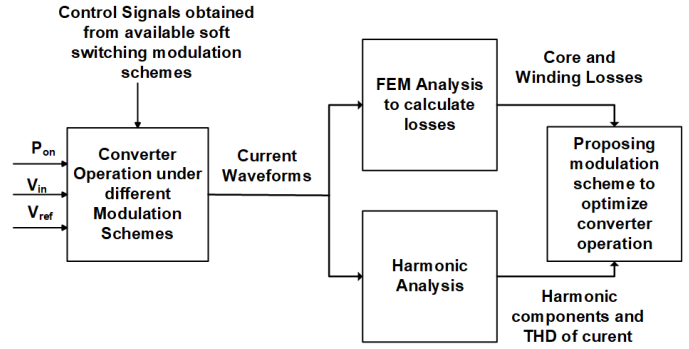 Control Signals obtained
from available soft
switching modulation
schemes
Pon
Vin
Vref
Converter
Operation under
different
Modulation
Schemes
Current
Waveforms
FEM Analysis
to calculate
losses
Core and
Winding Losses
Harmonic
Analysis
Harmonic
components and
THD of curent
Proposing
modulation
scheme to
optimize
converter
operation